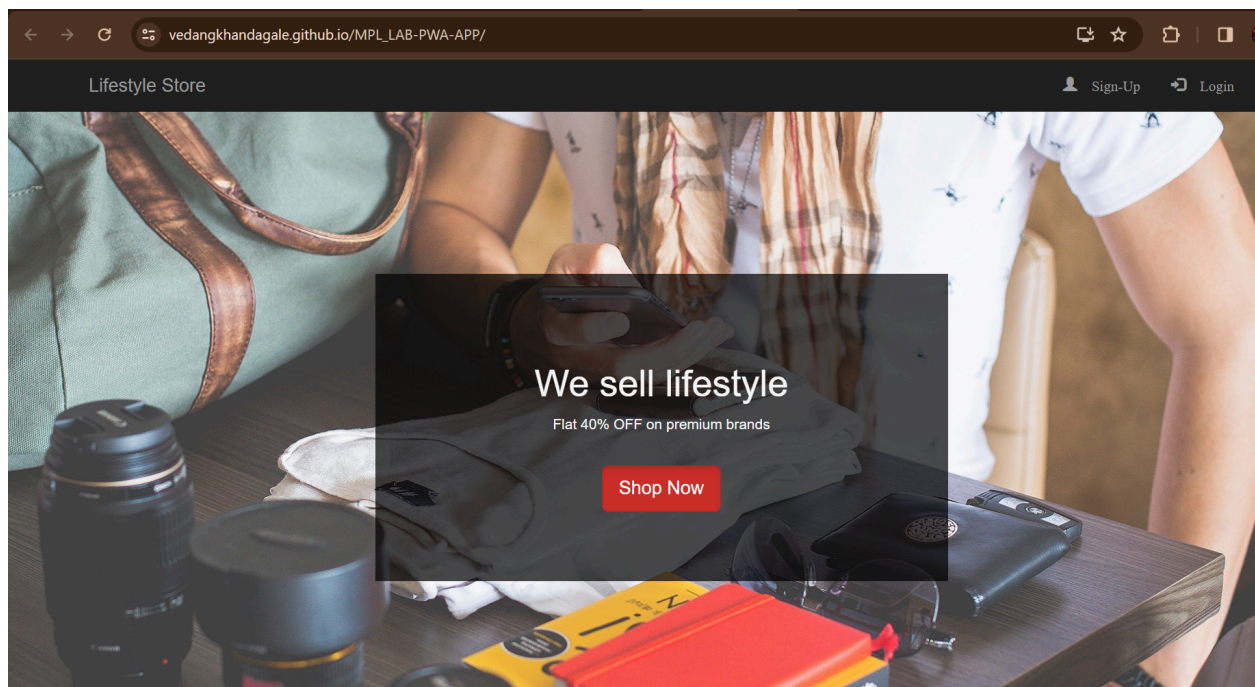 vedangkhandagale.github.io/MPL_LAB-PWA-APP/
Lifestyle Store
Sign-Up
Login
We sell lifestyle
Flat 40% OFF on premium brands
Shop Now